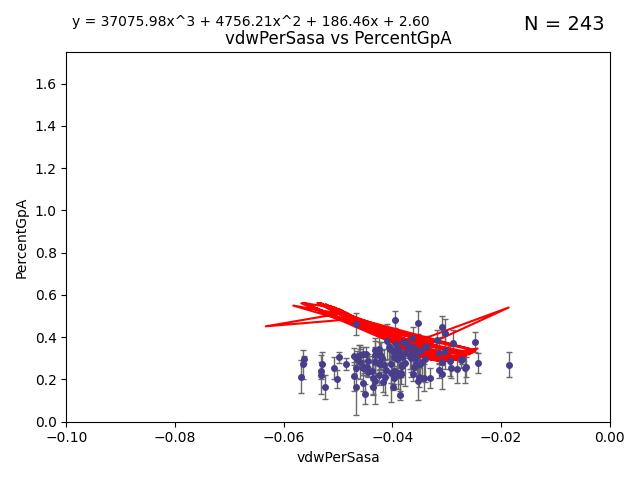 y = 37075.98x^3 + 4756.21x^2 + 186.46x + 2.60
N = 243
vdwPerSasa vs PercentGpA
PercentGpA
1.6
1.4
1.2
1.0
0.8
0.6
0.4
0.2
0.0
−0.10 −0.08 −0.06 −0.04 −0.02 0.00
vdwPerSasa